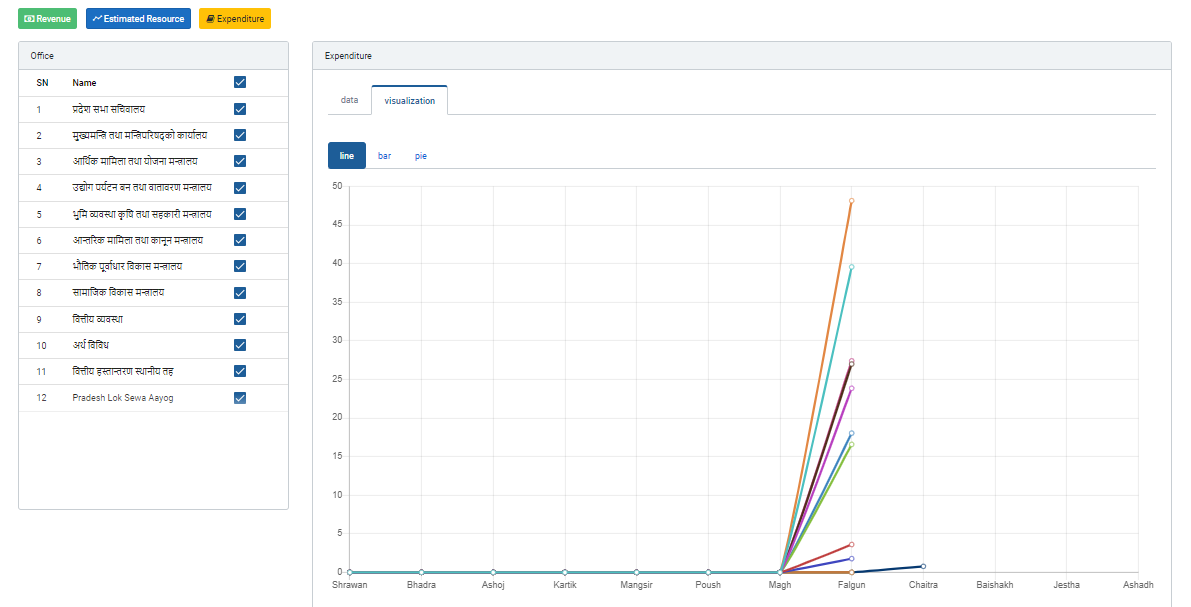 Revenue
Estimated Resource
Expenditure
Office
SN Name
1 प्रदेश सभा सचिवालय
2 मुख्यमन्त्रि तथा मन्त्रिपरिषद्को कार्यालय
3 आर्थिक मामिला तथा योजना मन्त्रालय
4 उद्योग पर्यटन बन तथा वातावरण मन्त्रालय
5 भुमि व्यवस्था कृषि तथा सहकारी मन्त्रालय
6 आन्तरिक मामिला तथा कानून मन्त्रालय
7 भौतिक पूर्वाधार विकास मन्त्रालय
8 सामाजिक विकास मन्त्रालय
9 वित्तीय व्यवस्था
10 अर्थ विविध
11 वित्तीय हस्तान्तरण स्थानीय तह
12 Pradesh Lok Sewa Aayog
Expenditure
data visualization
line bar pie
50
45
40
35
30
25
20
15
10
5
0
Shrawan Bhadra Ashoj Kartik Mangsir Poush Magh Falgun Chaitra Baishakh Jestha Ashadh